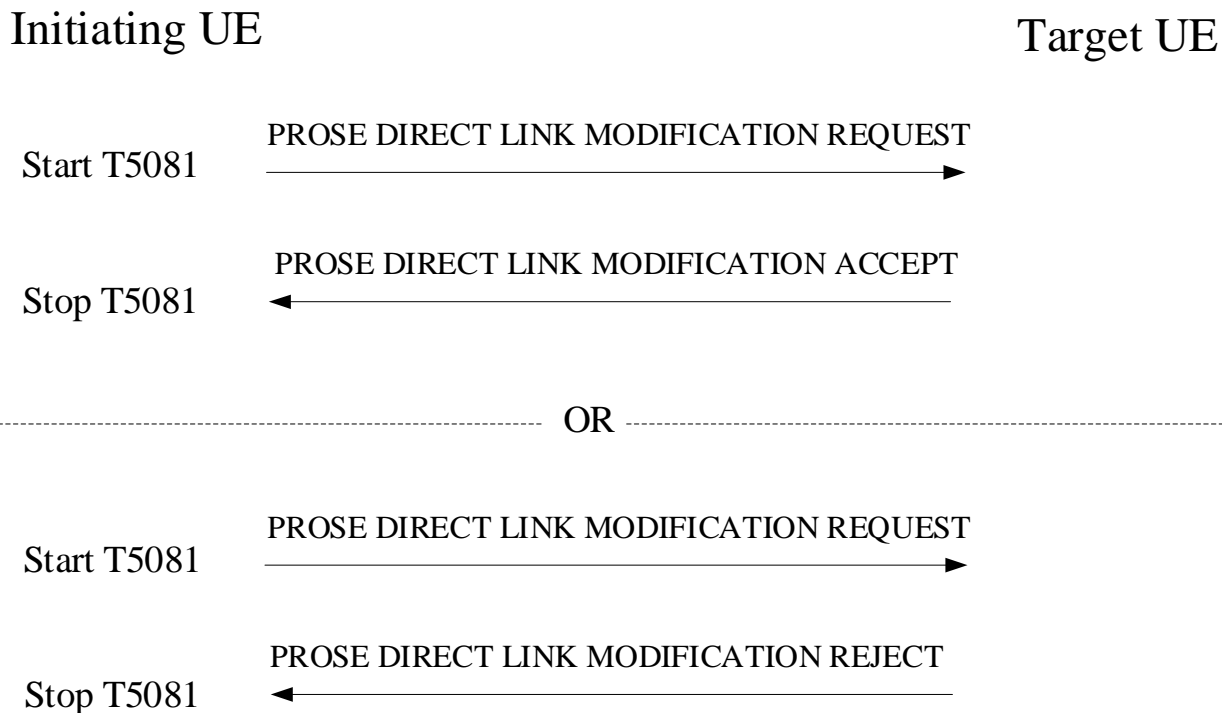 Initiating UE
Target UE
PROSE DIRECT LINK MODIFICATION REQUEST
Start T5081
PROSE DIRECT LINK MODIFICATION ACCEPT
Stop T5081
OR
PROSE DIRECT LINK MODIFICATION REQUEST
Start T5081
PROSE DIRECT LINK MODIFICATION REJECT
Stop T5081